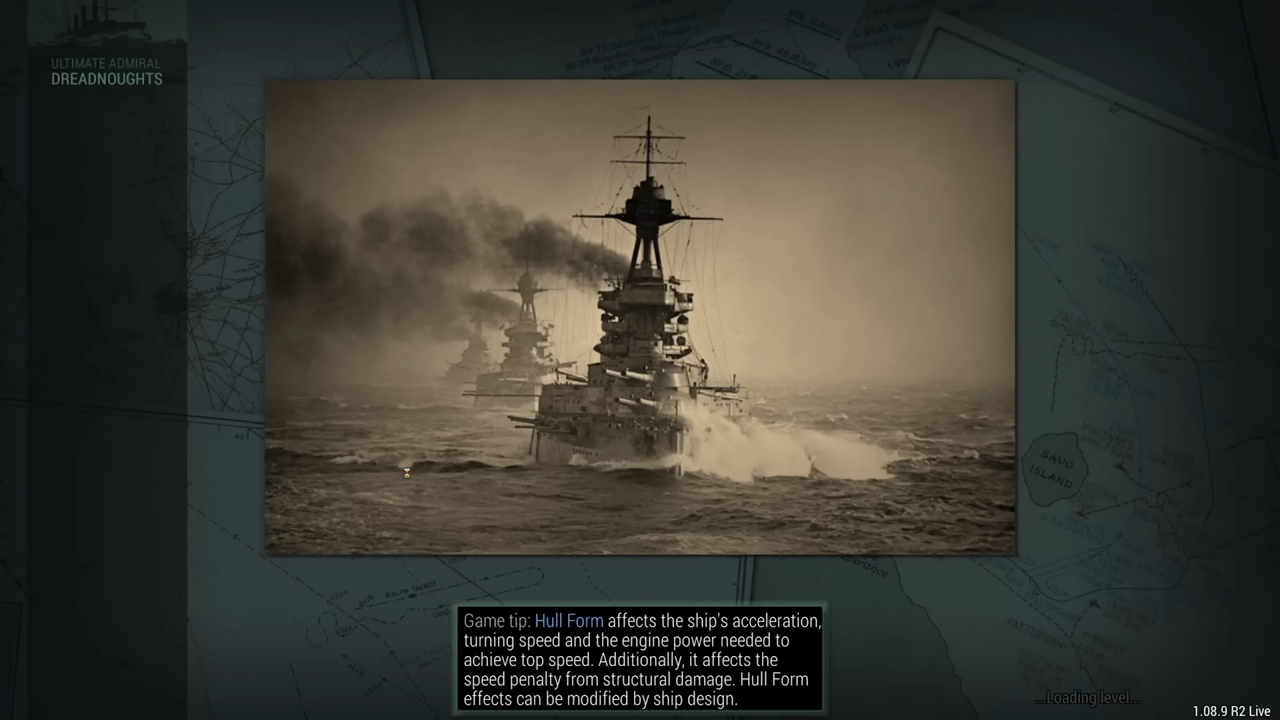 ULTIMATE ADMIRAL
DREADNOUGHTS
SAVO
ISLAND
RALPH TALBOT
Game tip: Hull Form affects the ship's acceleration,
turning speed and the engine power needed to
achieve top speed. Additionally, it affects the
speed penalty from structural damage. Hull Form
effects can be modified by ship design.
...Loading level...
1.08.9 R2 Live